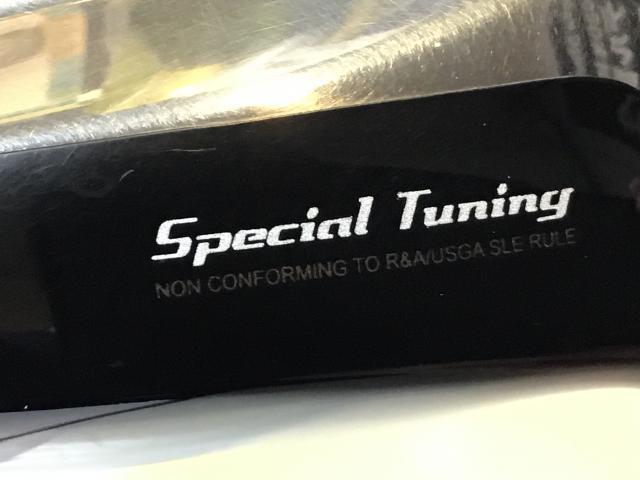 Special Tuning
NON CONFORMING TO R&A/USGA SLE RULE